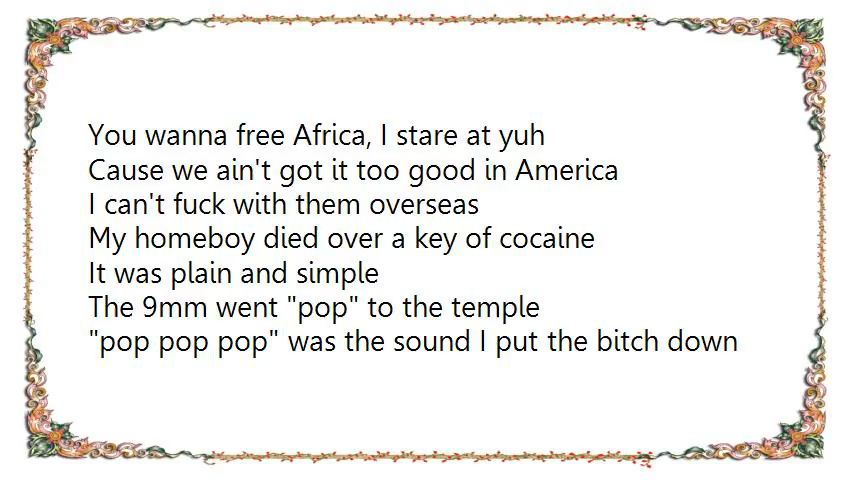 You wanna free Africa, I stare at yuh
Cause we ain't got it too good in America
I can't fuck with them overseas
My homeboy died over a key of cocaine
It was plain and simple
The 9mm went "pop" to the temple
"pop pop pop" was the sound I put the bitch down